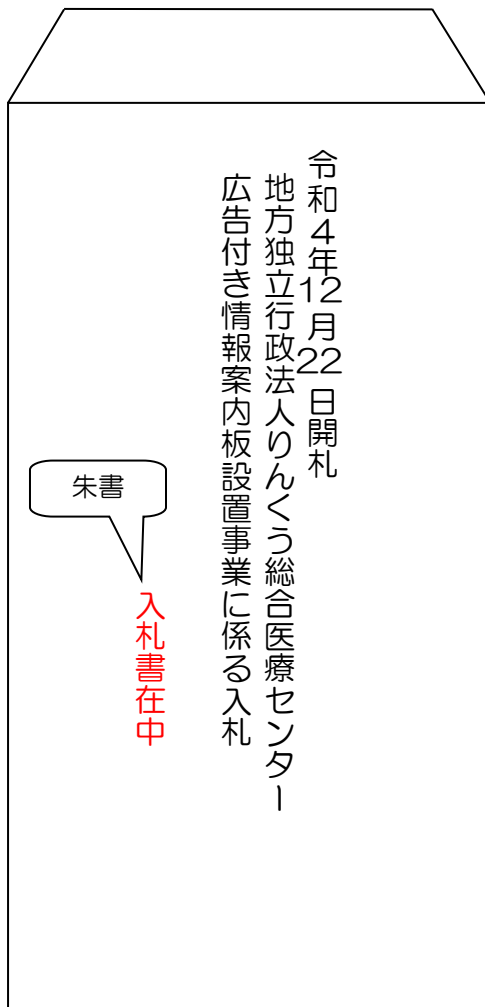 令和4年12月22日開札
地方独立行政法人りんくう総合医療センター
広告付き情報案内板設置事業に係る入札
入札書在中
朱書